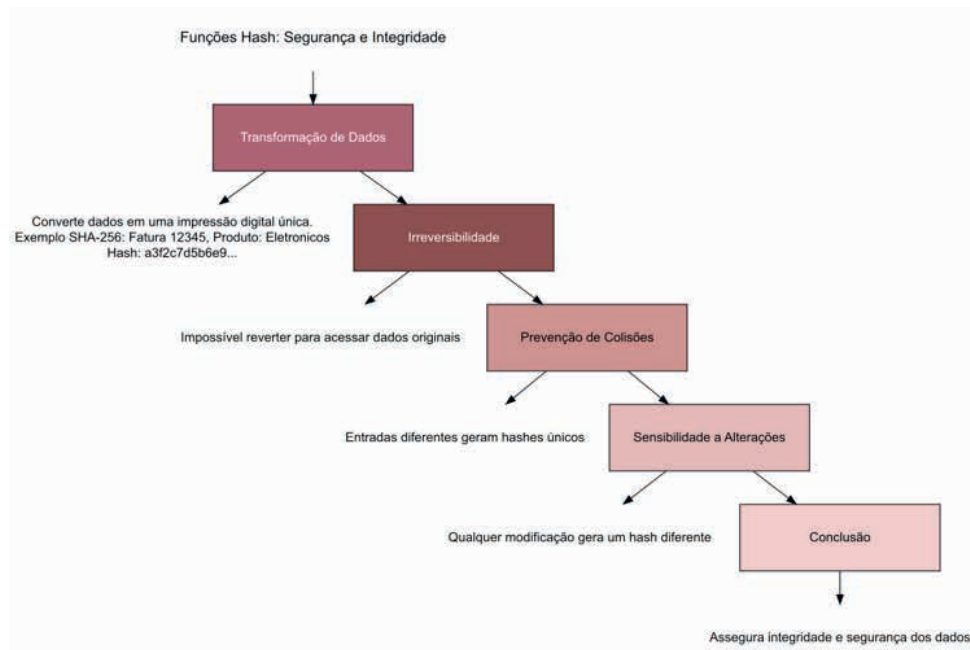 Funções Hash: Segurança e Integridade
Transformação de Dados
Converte dados em uma impressão digital única.
Exemplo SHA-256: Fatura 12345, Produto: Eletronicos
Hash: a3f2c7d5b6e9...
Irreversibilidade
Impossível reverter para acessar dados originais
Prevenção de Colisões
Entradas diferentes geram hashes únicos
Sensibilidade a Alterações
Qualquer modificação gera um hash diferente
Conclusão
Assegura integridade e segurança dos dados